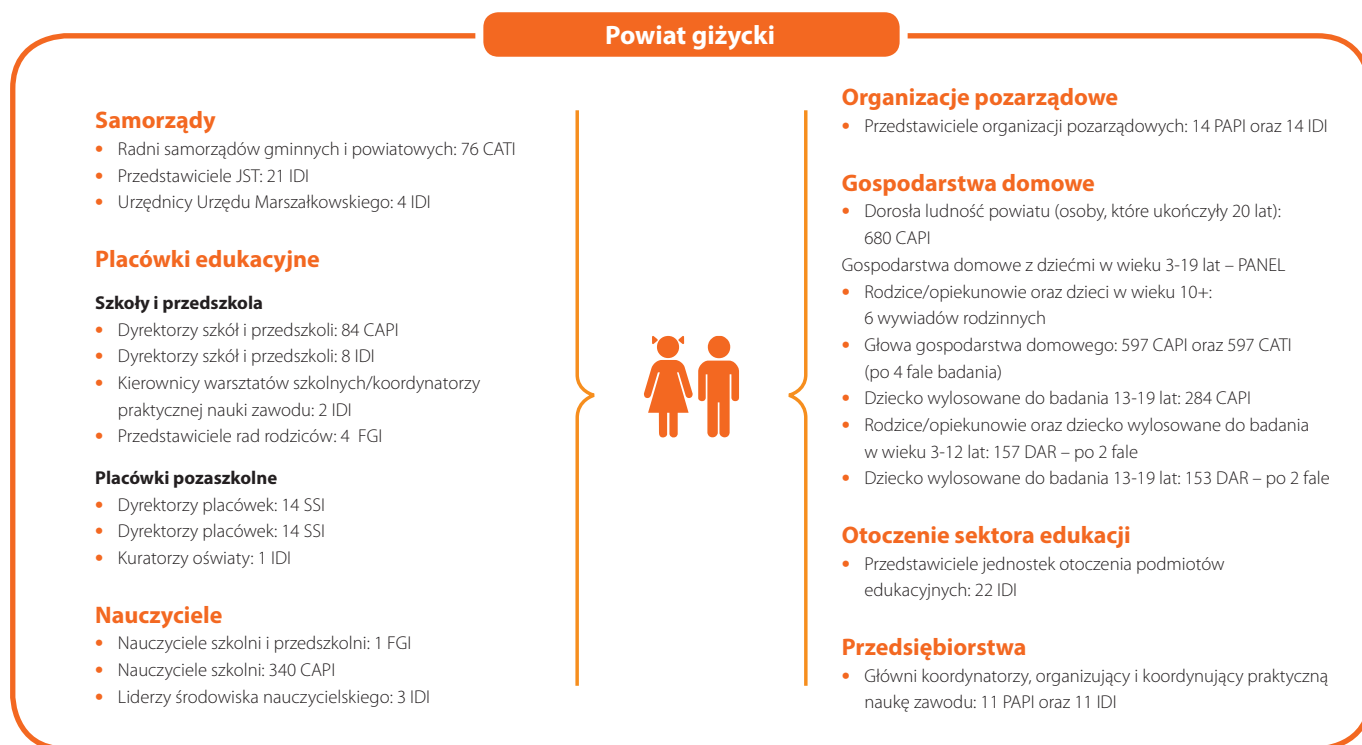 Powiat giżycki
Samorządy
• Radni samorządów gminnych i powiatowych: 76 CATI
• Przedstawiciele JST: 21 IDI
• Urzędnicy Urzędu Marszałkowskiego: 4 IDI
Placówki edukacyjne
Szkoły i przedszkola
• Dyrektorzy szkół i przedszkoli: 84 CAPI
• Dyrektorzy szkół i przedszkoli: 8 IDI
• Kierownicy warsztatów szkolnych/koordynatorzy
praktycznej nauki zawodu: 2 IDI
• Przedstawiciele rad rodziców: 4 FGI
Placówki pozaszkolne
• Dyrektorzy placówek: 14 SSI
• Dyrektorzy placówek: 14 SSI
• Kuratorzy oświaty: 1 IDI
Nauczyciele
• Nauczyciele szkolni i przedszkolni: 1 FGI
• Nauczyciele szkolni: 340 CAPI
• Liderzy środowiska nauczycielskiego: 3 IDI
Organizacje pozarządowe
• Przedstawiciele organizacji pozarządowych: 14 PAPI oraz 14 IDI
Gospodarstwa domowe
• Dorosła ludność powiatu (osoby, które ukończyły 20 lat):
680 CAPI
Gospodarstwa domowe z dziećmi w wieku 3-19 lat – PANEL
• Rodzice/opiekunowie oraz dzieci w wieku 10+:
6 wywiadów rodzinnych
• Głowa gospodarstwa domowego: 597 CAPI oraz 597 CATI
(po 4 fale badania)
• Dziecko wylosowane do badania 13-19 lat: 284 CAPI
• Rodzice/opiekunowie oraz dziecko wylosowane do badania
w wieku 3-12 lat: 157 DAR – po 2 fale
• Dziecko wylosowane do badania 13-19 lat: 153 DAR – po 2 fale
Otoczenie sektora edukacji
• Przedstawiciele jednostek otoczenia podmiotów
edukacyjnych: 22 IDI
Przedsiębiorstwa
• Główni koordynatorzy, organizujący i koordynujący praktyczną
naukę zawodu: 11 PAPI oraz 11 IDI